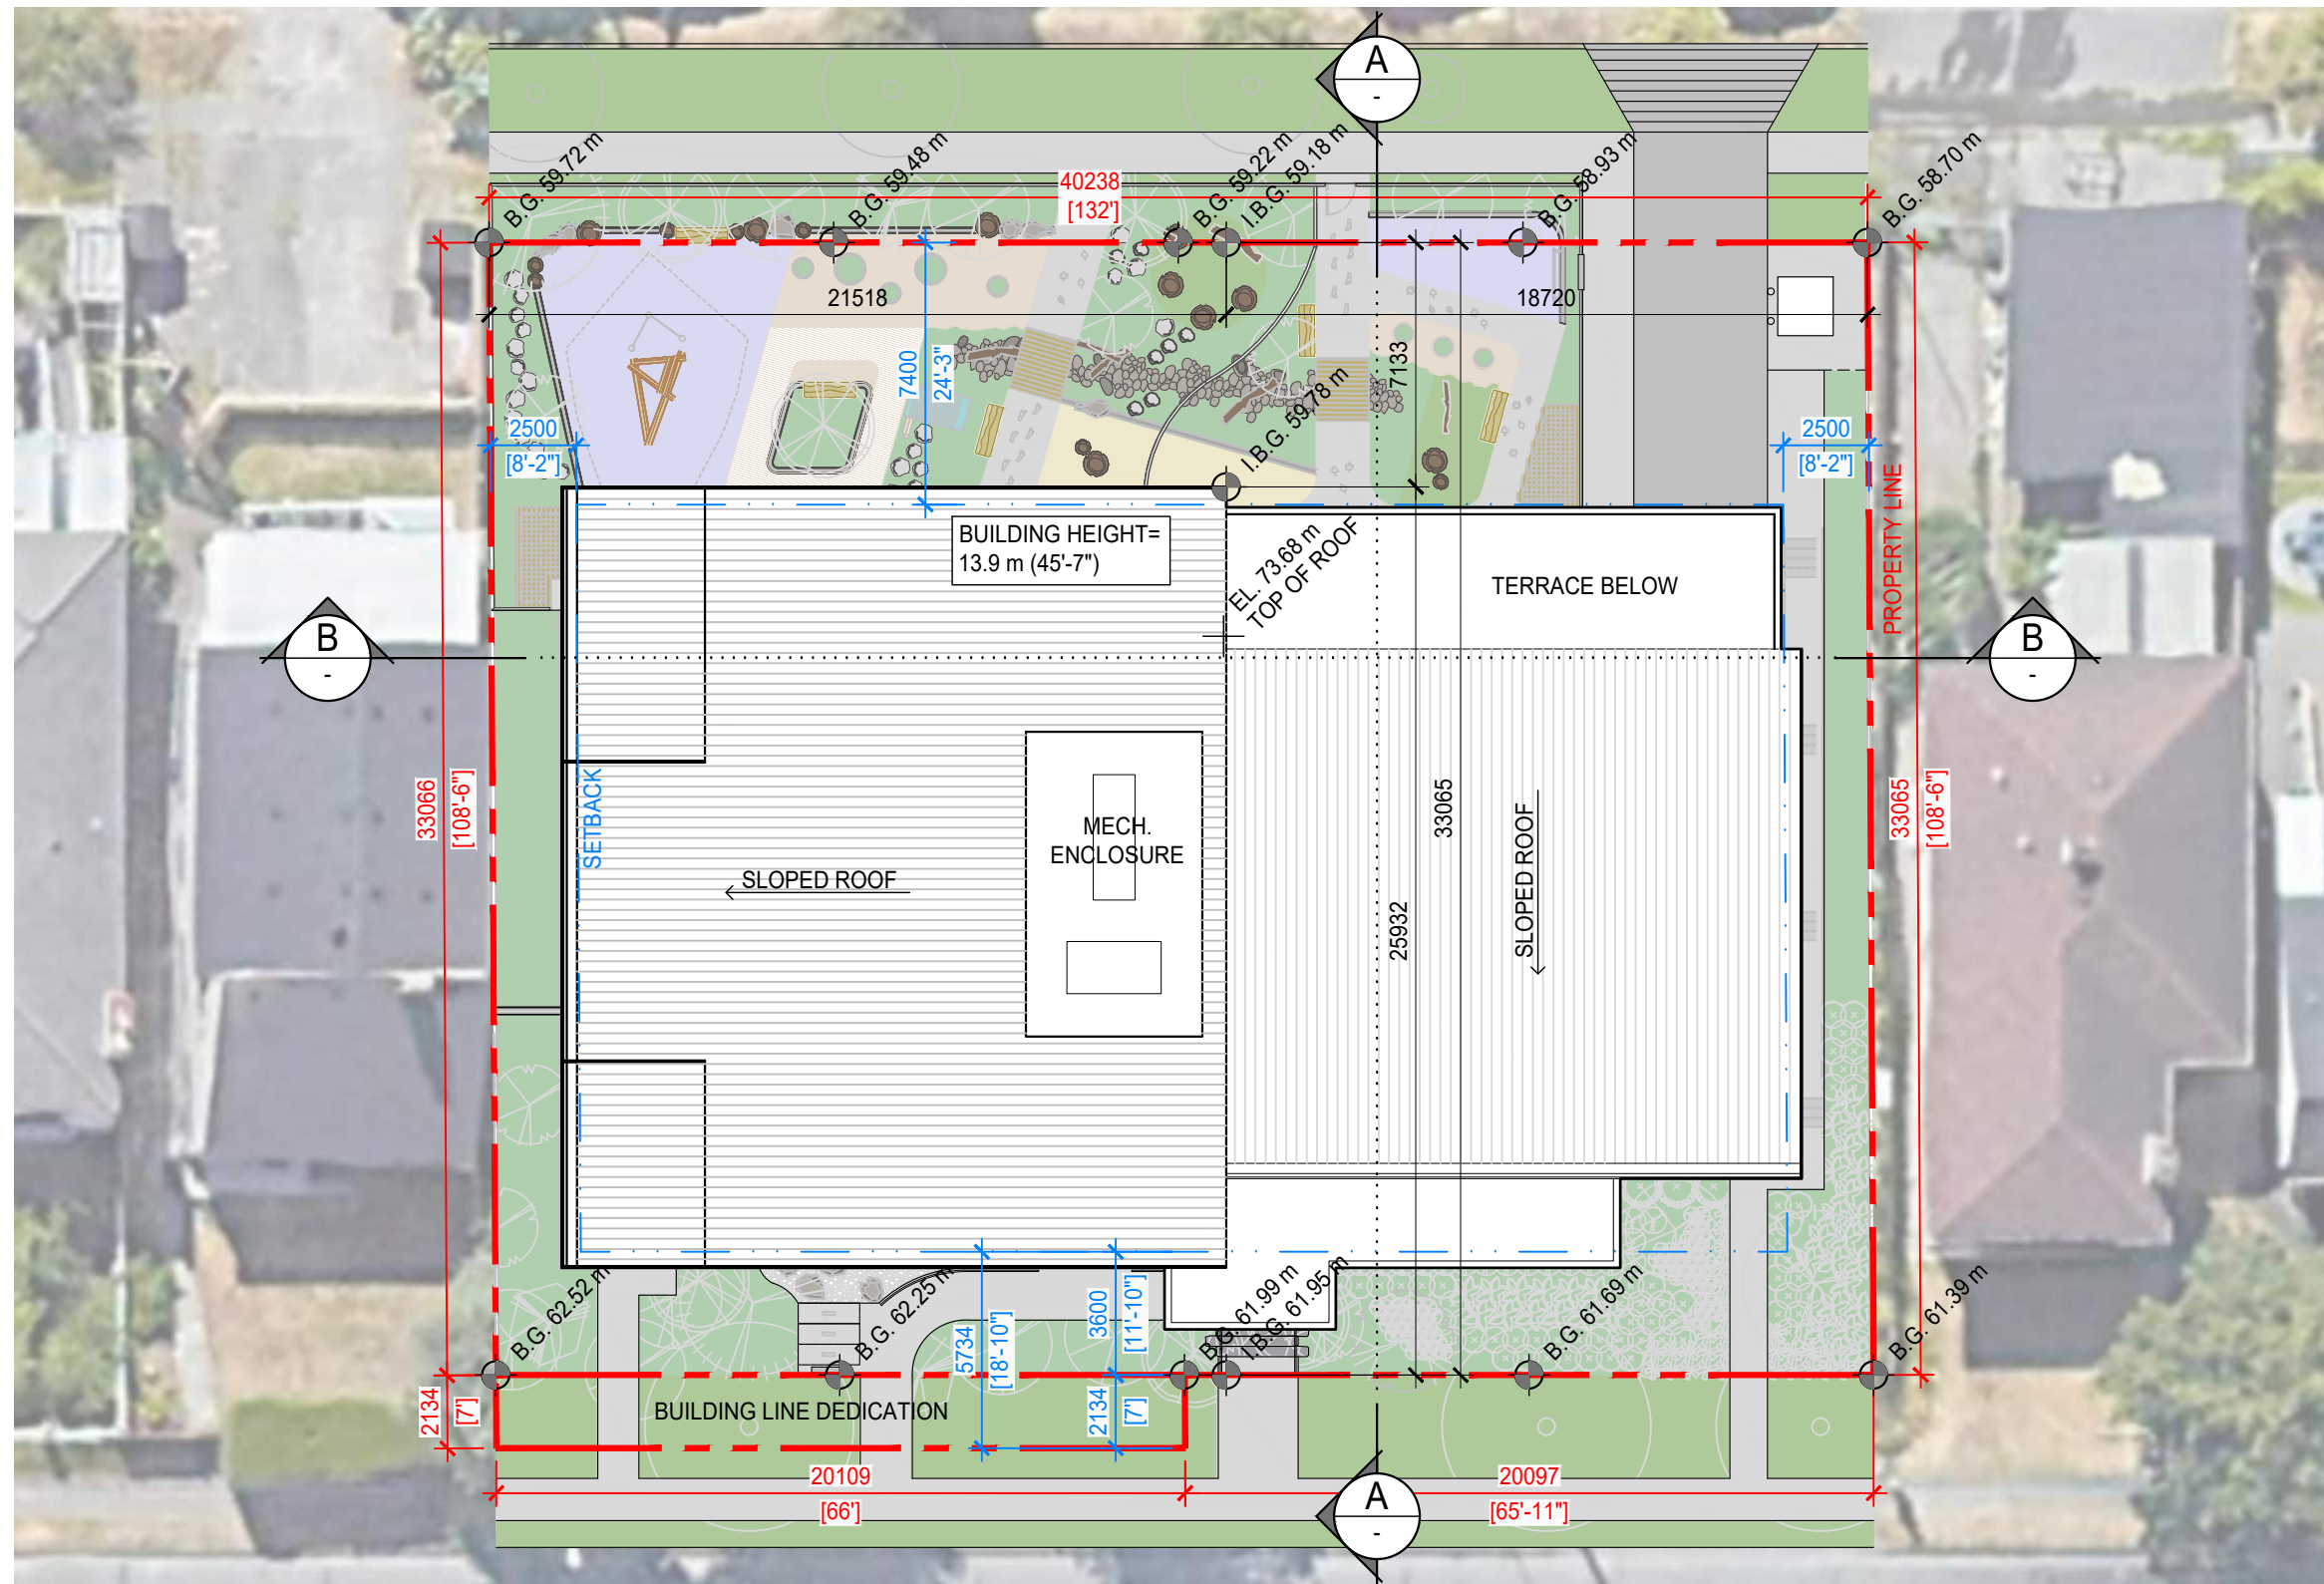 A
-
B.G. 59.72 m
B.G. 59.48 m
B.G. 59.22 m
I.B.G. 59.18 m
B.G. 58.93 m
B.G. 58.70 m
40238
[132']
21518
18720
7400
24'-3"
7133
I.B.G. 59.78 m
2500
[8'-2"]
2500
[8'-2"]
PROPERTY LINE
BUILDING HEIGHT=
13.9 m (45'-7")
EL. 73.68 m
TOP OF ROOF
TERRACE BELOW
B
-
B
-
33066
[108'-6"]
SETBACK
MECH.
ENCLOSURE
SLOPED ROOF
33065
25932
SLOPED ROOF
33065
[108'-6"]
B.G. 62.52 m
B.G. 62.25 m
B.G. 61.99 m
I.B.G. 61.95 m
B.G. 61.69 m
B.G. 61.39 m
5734
[18'-10"]
3600
[11'-10"]
2134
[7']
2134
[7']
BUILDING LINE DEDICATION
20109
[66']
20097
[65'-11"]
A
-